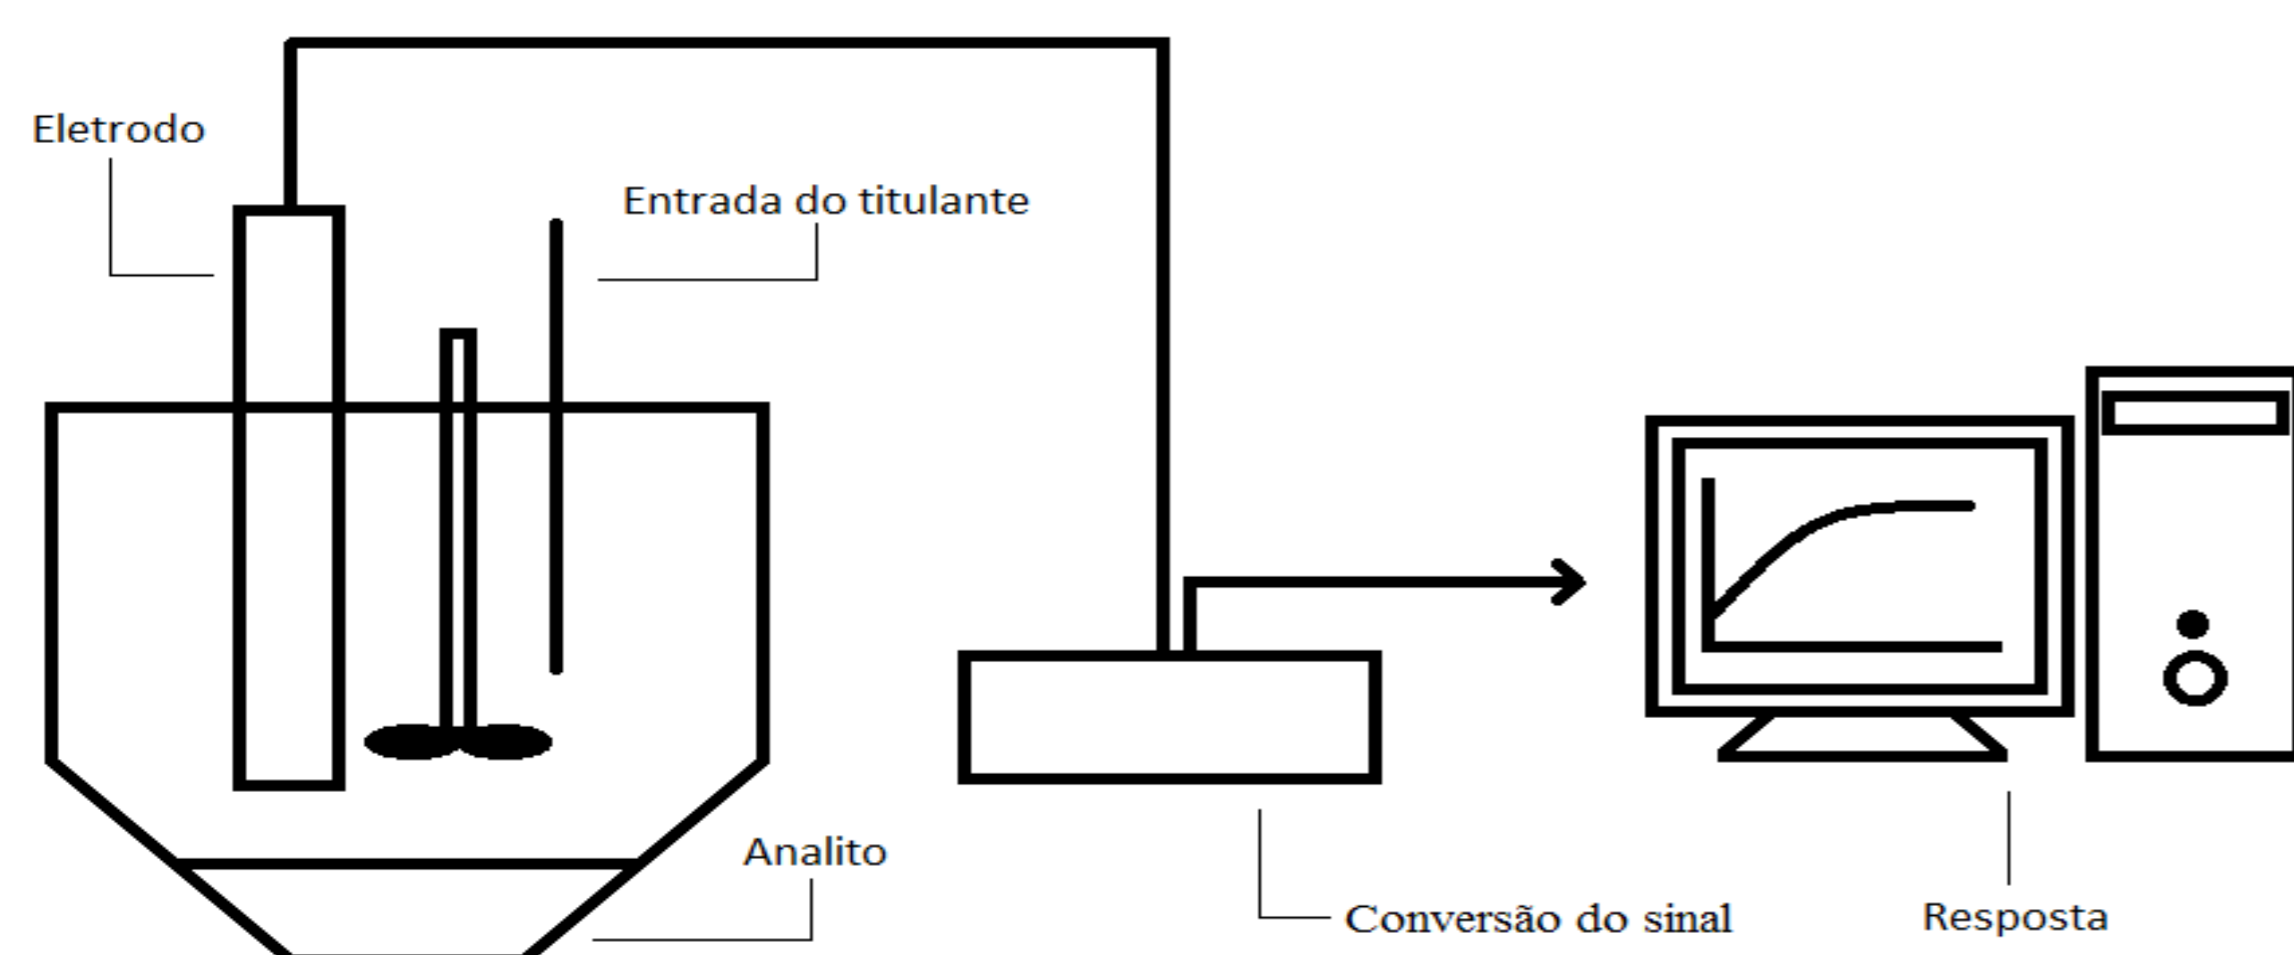 Eletrodo
Entrada do titulante
Analito
Conversão do sinal
Resposta